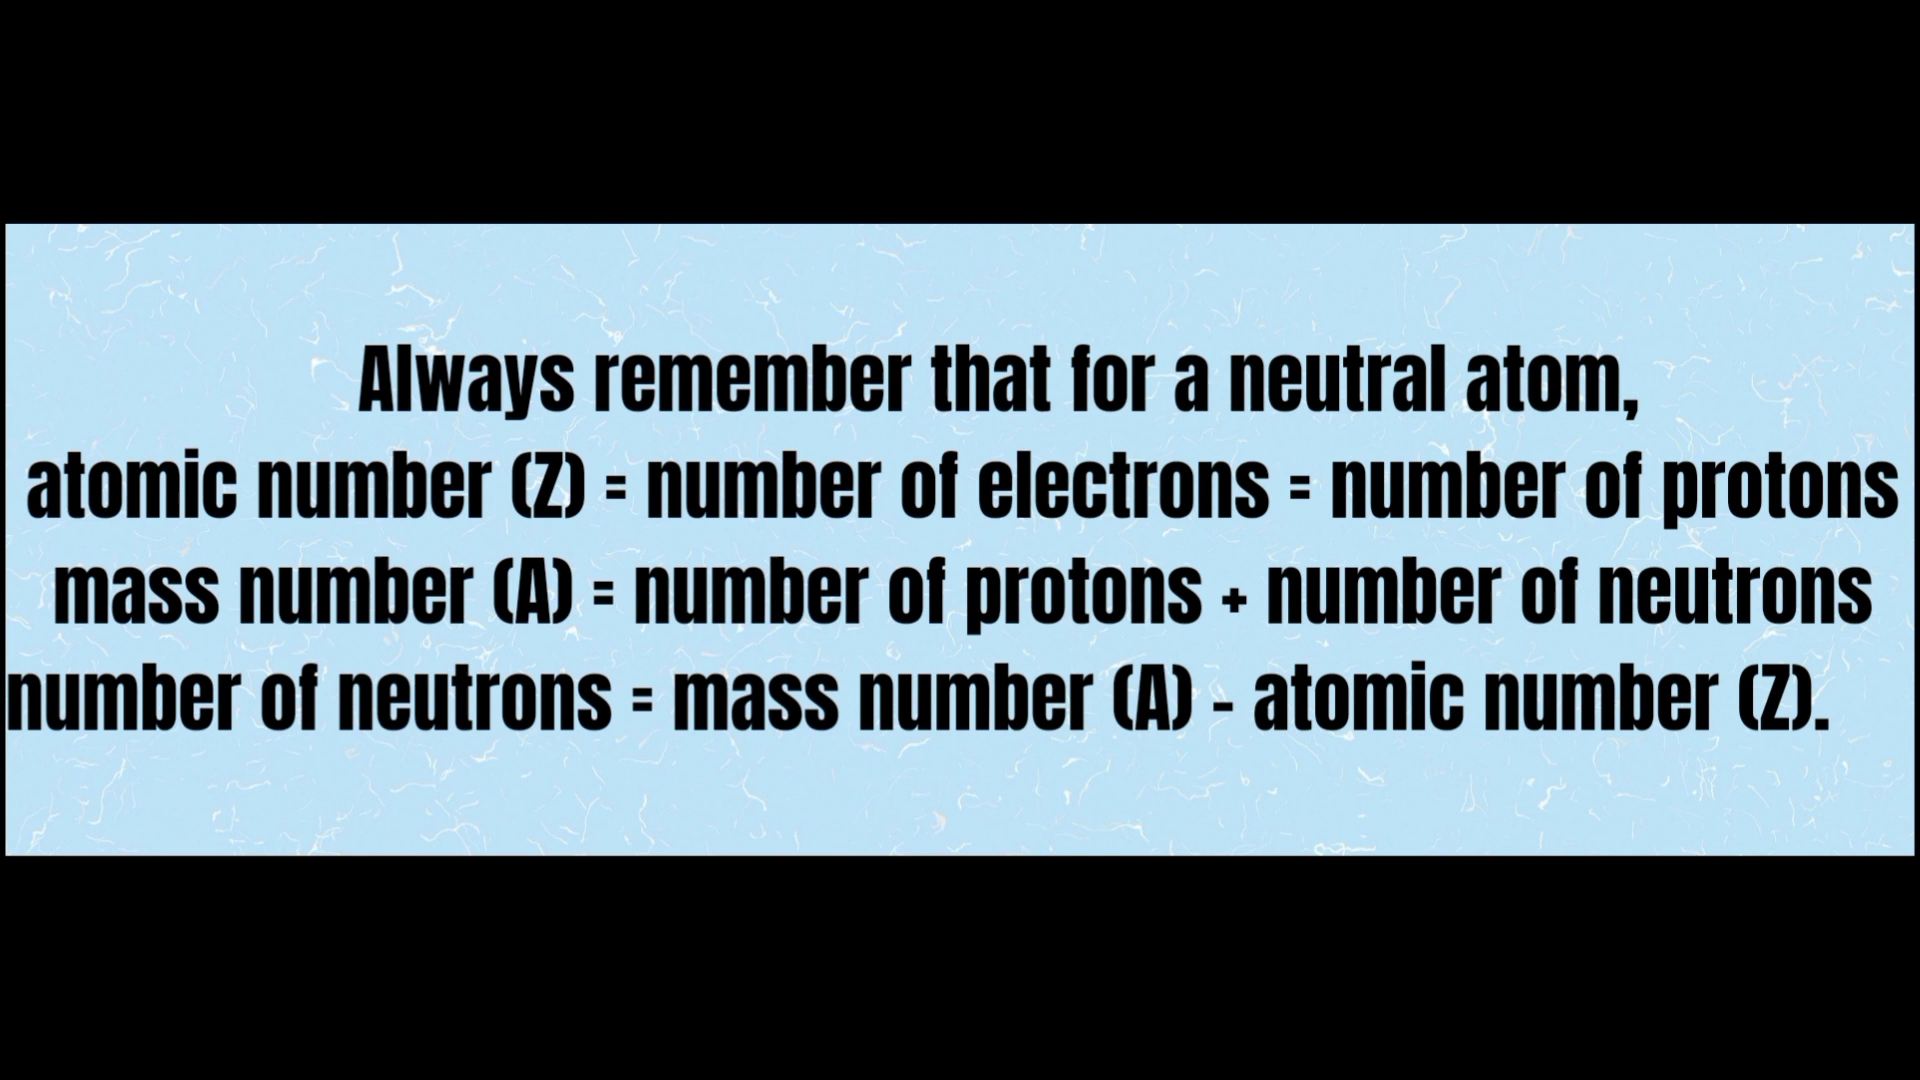 Always remember that for a neutral atom,
atomic number (Z) = number of electrons = number of protons
mass number (A) = number of protons + number of neutrons
number of neutrons = mass number (A) - atomic number (Z).